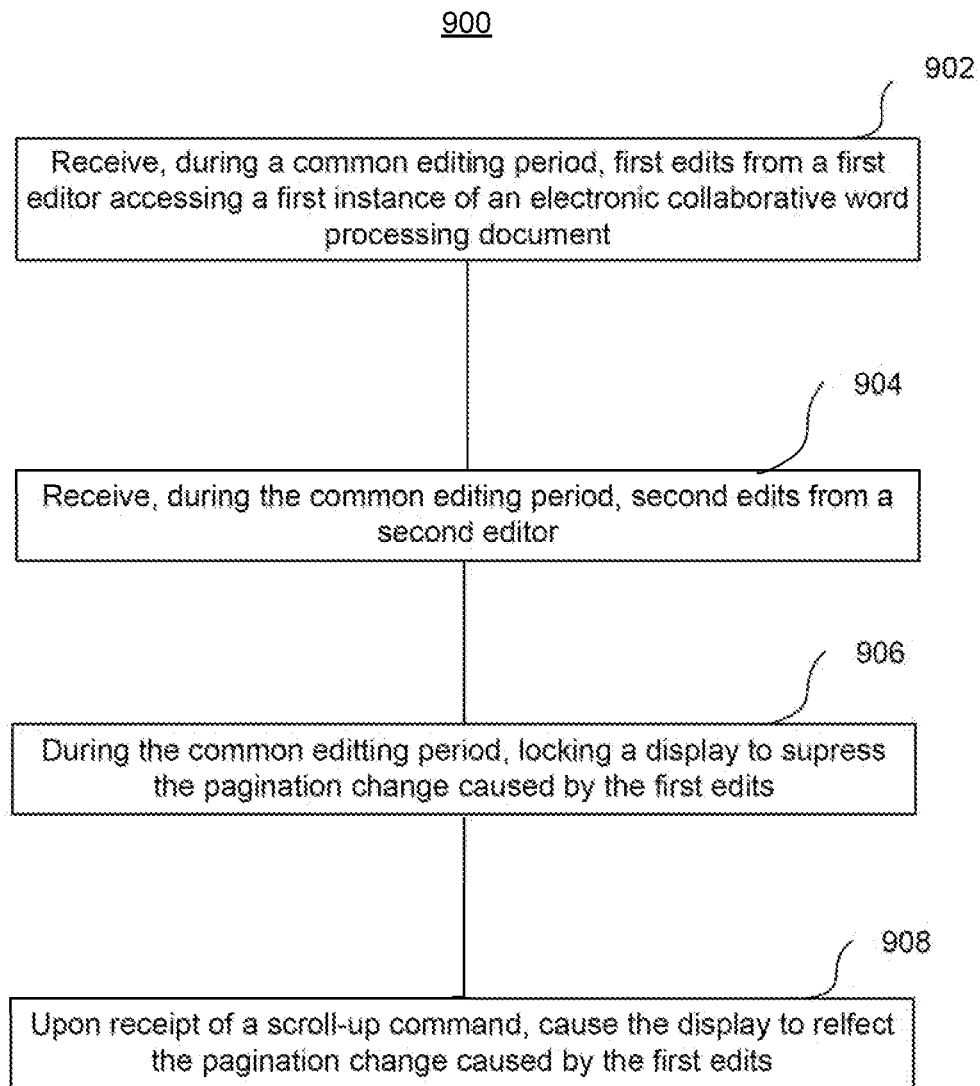 900
902
Receive, during a common editing period, first edits from a first
editor accessing a first instance of an electronic collaborative word
processing document
904
Receive, during the common editing period, second edits from a
second editor
906
During the common editting period, locking a display to supress
the pagination change caused by the first edits
908
Upon receipt of a scroll-up command, cause the display to relfect
the pagination change caused by the first edits